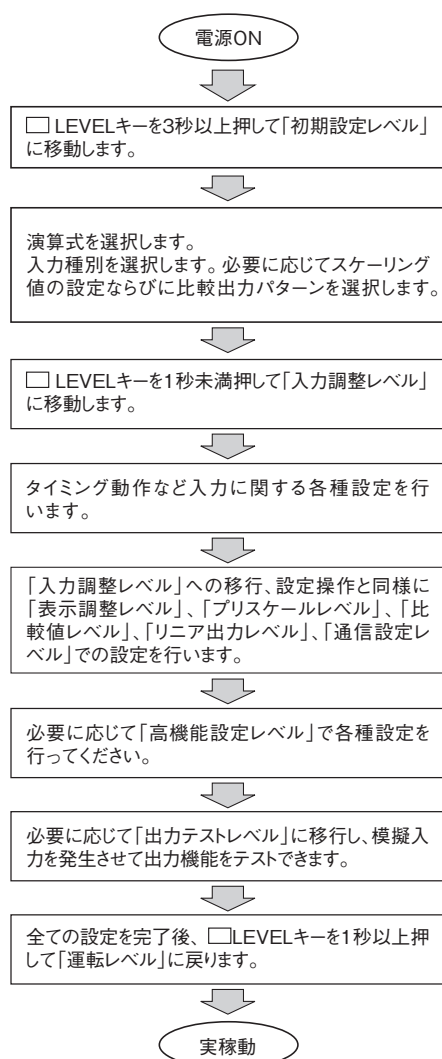 電源ON
□ LEVELキーを3秒以上押して「初期設定レベル」
に移動します。
演算式を選択します。
入力種別を選択します。必要に応じてスケーリング
値の設定ならびに比較出力パターンを選択します。
□ LEVELキーを1秒未満押して「入力調整レベル」
に移動します。
タイミング動作など入力に関する各種設定を行
います。
「入力調整レベル」への移行、設定操作と同様に
「表示調整レベル」、「プリスケールレベル」、「比
較値レベル」、「リニア出力レベル」、「通信設定レ
ベル」での設定を行います。
必要に応じて「高機能設定レベル」で各種設定を
行ってください。
必要に応じて「出力テストレベル」に移行し、模擬入
力を発生させて出力機能をテストできます。
全ての設定を完了後、□LEVELキーを1秒以上押
して「運転レベル」に戻ります。
実稼動